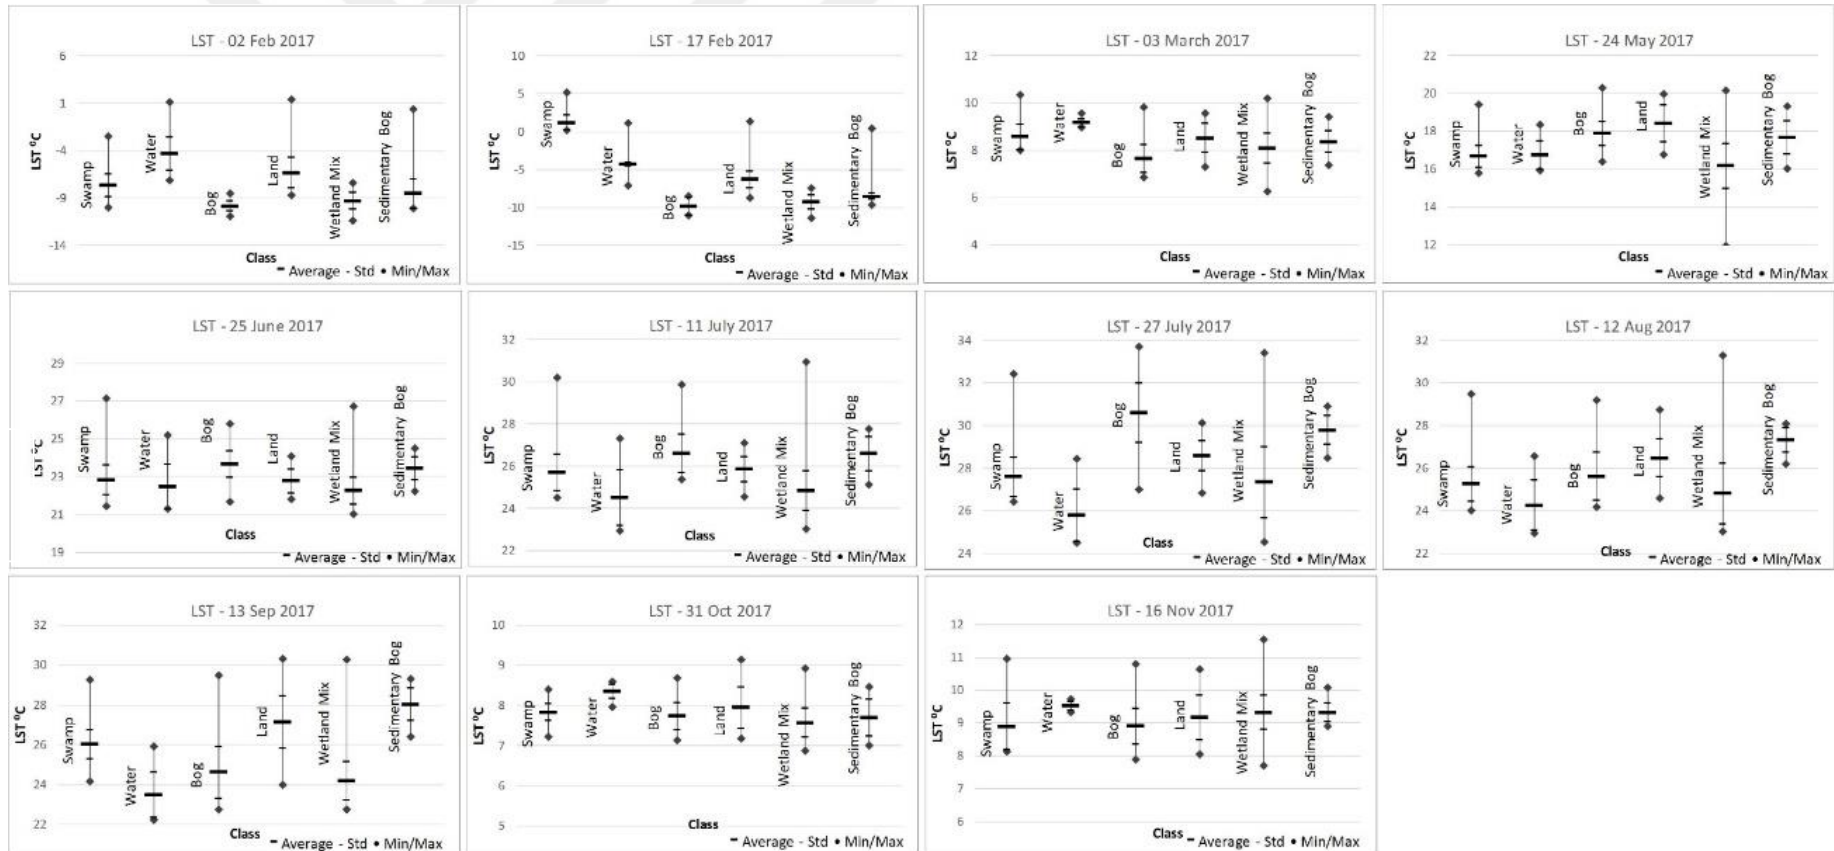 LST - 02 Feb 2017
6
1
-4
-9
-14
LST ºC
Swamp
Water
Bog
Land
Wetland Mix
Sedimentary Bog
Class
Average - Std • Min/Max
LST - 17 Feb 2017
10
5
0
-5
-10
-15
LST ºC
Swamp
Water
Bog
Land
Wetland Mix
Sedimentary Bog
Class
Average - Std • Min/Max
LST - 03 March 2017
12
10
8
6
4
LST ºC
Swamp
Water
Bog
Land
Wetland Mix
Sedimentary Bog
Class
Average - Std • Min/Max
LST - 24 May 2017
22
20
18
16
14
12
LST ºC
Swamp
Water
Bog
Land
Wetland Mix
Sedimentary Bog
Class
Average - Std • Min/Max
LST - 25 June 2017
29
27
25
23
21
19
LST ºC
Swamp
Water
Bog
Land
Wetland Mix
Sedimentary Bog
Class
Average - Std • Min/Max
LST - 11 July 2017
32
30
28
26
24
22
LST ºC
Swamp
Water
Bog
Land
Wetland Mix
Sedimentary Bog
Class
Average - Std • Min/Max
LST - 27 July 2017
34
32
30
28
26
24
LST ºC
Swamp
Water
Bog
Land
Wetland Mix
Sedimentary Bog
Class
Average - Std • Min/Max
LST - 12 Aug 2017
32
30
28
26
24
22
LST ºC
Swamp
Water
Bog
Land
Wetland Mix
Sedimentary Bog
Class
Average - Std • Min/Max
LST - 13 Sep 2017
32
30
28
26
24
22
LST ºC
Swamp
Water
Bog
Land
Wetland Mix
Sedimentary Bog
Class
Average - Std • Min/Max
LST - 31 Oct 2017
10
9
8
7
6
5
LST ºC
Swamp
Water
Bog
Land
Wetland Mix
Sedimentary Bog
Class
Average - Std • Min/Max
LST - 16 Nov 2017
12
11
10
9
8
7
6
LST ºC
Swamp
Water
Bog
Land
Wetland Mix
Sedimentary Bog
Class
Average - Std • Min/Max